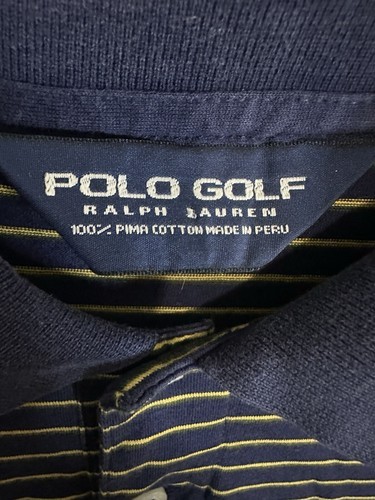 POLO GOLF
RALPH LAUREN
100% PIMA COTTON MADE IN PERU